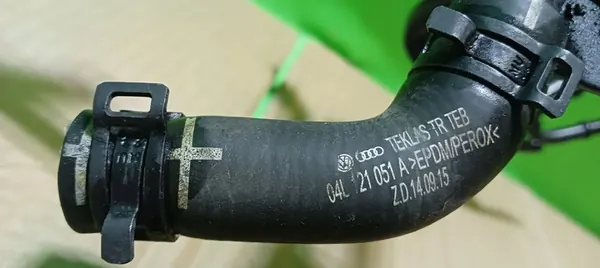 TEKLAS TR TEB
04L 121 051 A >EPDM/PEROX<
Z.D.14.09.15